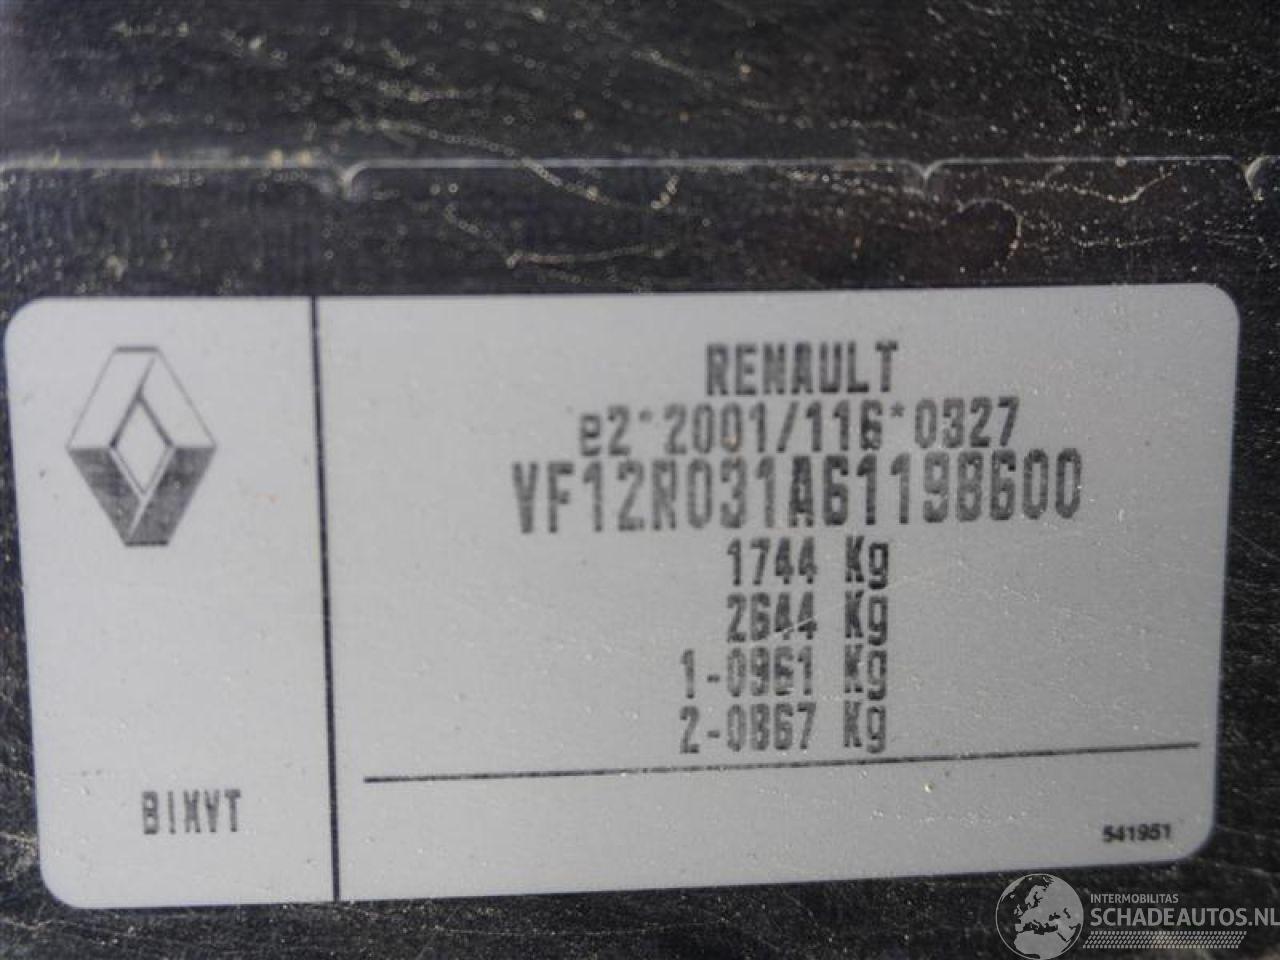 RENAULT
e2*2001/116*0327
VF12R031A61198600
1744 Kg
2644 Kg
1-0961 Kg
2-0867 Kg
BIXVT
541951
INTERMOBILITAS
SCHADEAUTOS.NL